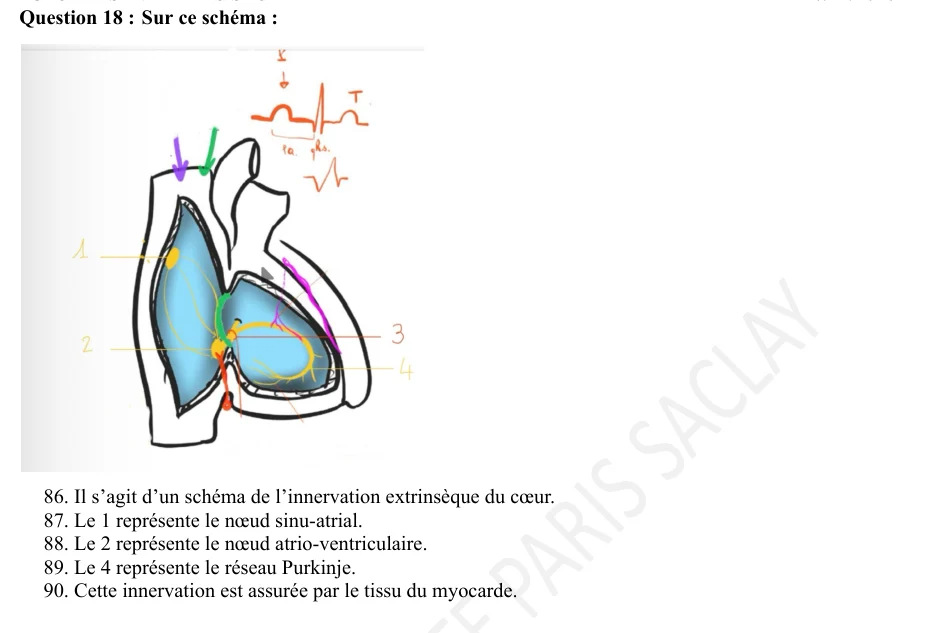 Question 18 : Sur ce schéma :
T
1
2
3
4
86. Il s’agit d’un schéma de l’innervation extrinsèque du cœur.
87. Le 1 représente le nœud sinu-atrial.
88. Le 2 représente le nœud atrio-ventriculaire.
89. Le 4 représente le réseau Purkinje.
90. Cette innervation est assurée par le tissu du myocarde.
PARIS SACLAY